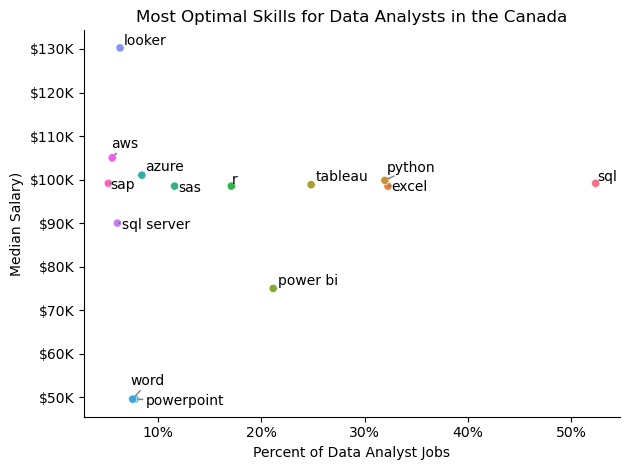 Most Optimal Skills for Data Analysts in the Canada
$130K
$120K
$110K
$100K
$90K
$80K
$70K
$60K
$50K
Median Salary)
looker
aws
azure
sap
sas
r
tableau
python
excel
sql
sql server
power bi
word
powerpoint
10%
20%
30%
40%
50%
Percent of Data Analyst Jobs